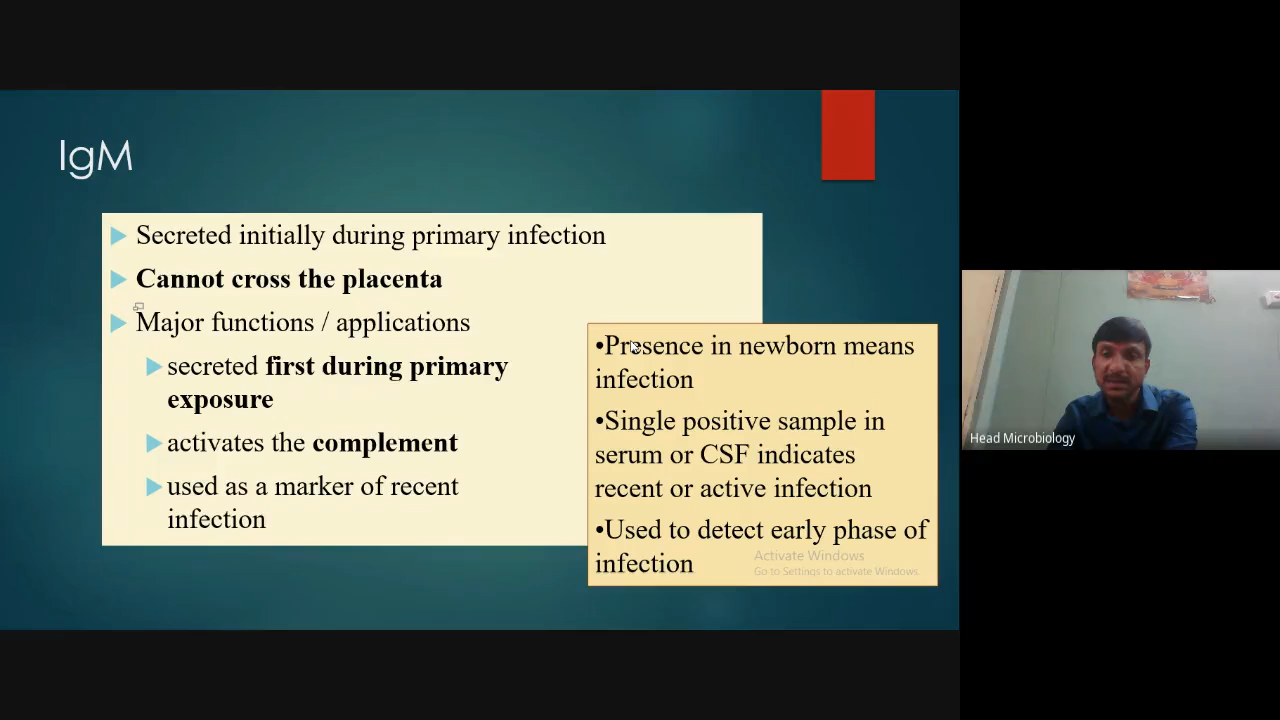 IgM
Secreted initially during primary infection
Cannot cross the placenta
Major functions / applications
secreted first during primary
exposure
activates the complement
used as a marker of recent
infection
•Presence in newborn means
infection
•Single positive sample in
serum or CSF indicates
recent or active infection
•Used to detect early phase of
infection
Activate Windows
Go to Settings to activate Windows.
Head Microbiology